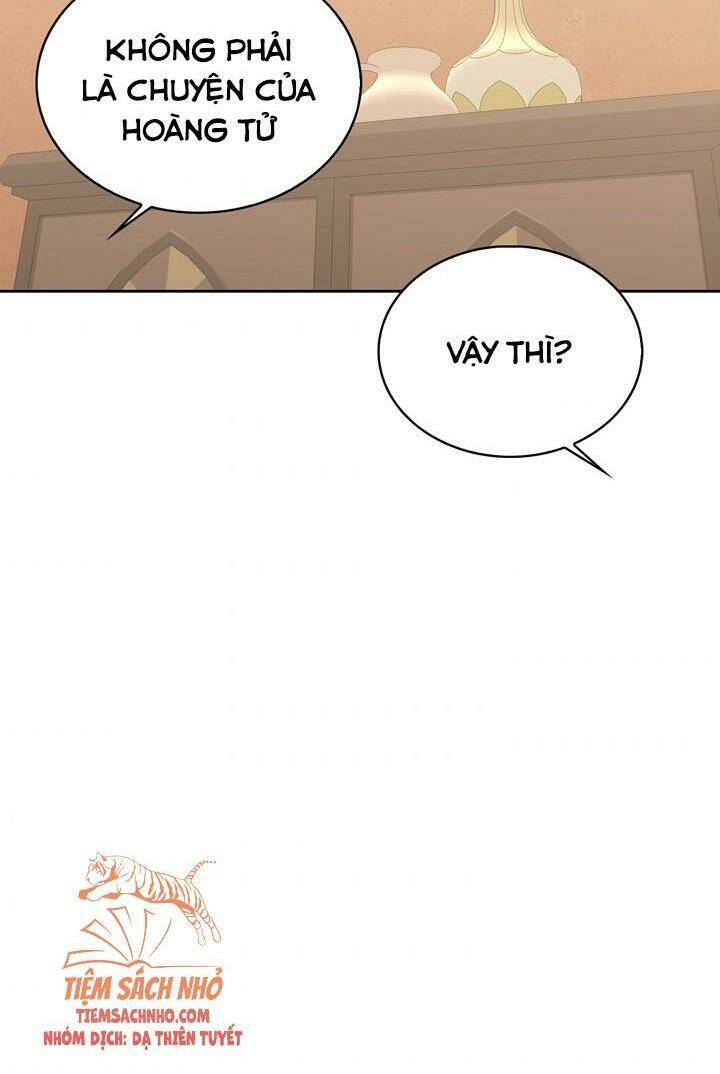 KHÔNG PHẢI
LÀ CHUYỆN CỦA
HOÀNG TỬ
VẬY THÌ?
TIỆM SÁCH NHỎ
TIEMSACHNHO.COM
NHÓM DỊCH: DẠ THIÊN TUYẾT